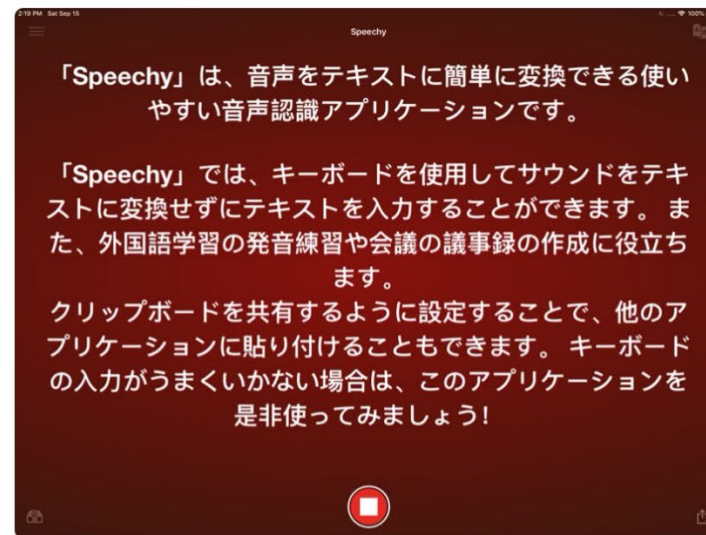 2:19 PM Sat Sep 15
100%
Speechy
「Speechy」は、音声をテキストに簡単に変換できる使い
やすい音声認識アプリケーションです。
「Speechy」では、キーボードを使用してサウンドをテキ
ストに変換せずにテキストを入力することができます。 ま
た、外国語学習の発音練習や会議の議事録の作成に役立ち
ます。
クリップボードを共有するように設定することで、他のア
プリケーションに貼り付けることもできます。 キーボード
の入力がうまくいかない場合は、このアプリケーションを
是非使ってみましょう!